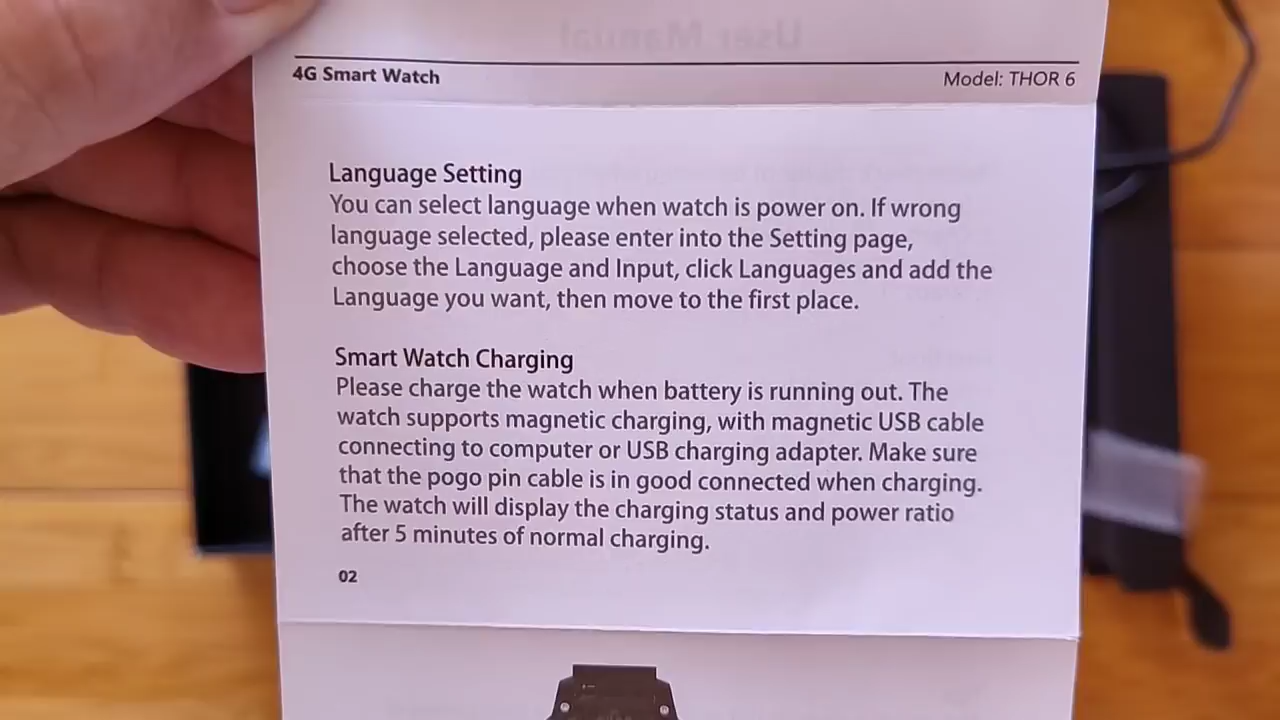 4G Smart Watch
Model: THOR 6
Language Setting
You can select language when watch is power on. If wrong
language selected, please enter into the Setting page,
choose the Language and Input, click Languages and add the
Language you want, then move to the first place.
Smart Watch Charging
Please charge the watch when battery is running out. The
watch supports magnetic charging, with magnetic USB cable
connecting to computer or USB charging adapter. Make sure
that the pogo pin cable is in good connected when charging.
The watch will display the charging status and power ratio
after 5 minutes of normal charging.
02